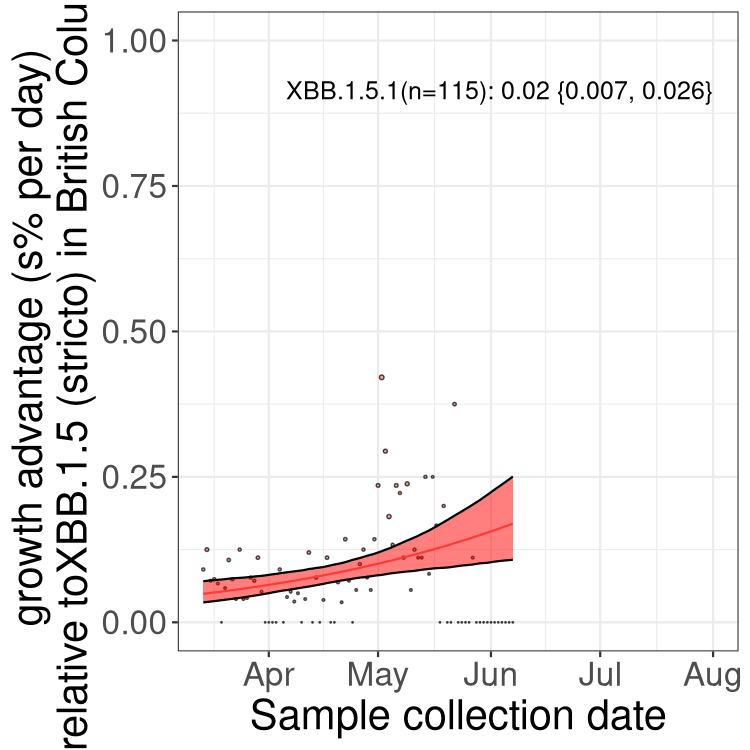 growth advantage (s% per day)
relative toXBB.1.5 (stricto) in British Colu
1.00
0.75
0.50
0.25
0.00
XBB.1.5.1(n=115): 0.02 {0.007, 0.026}
Apr May Jun Jul Aug
Sample collection date